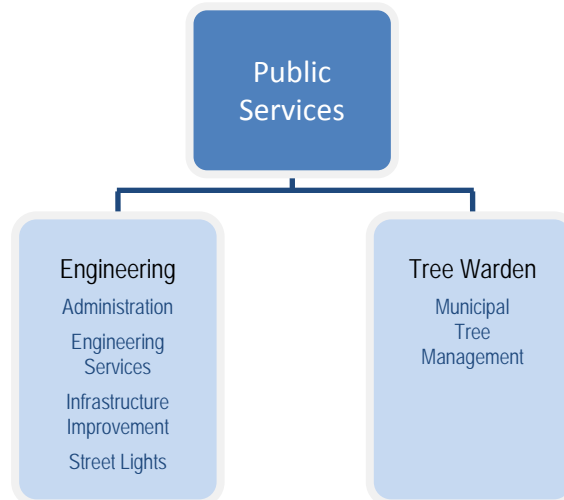 Public
Services
Engineering
Administration
Engineering
Services
Infrastructure
Improvement
Street Lights
Tree Warden
Municipal
Tree
Management